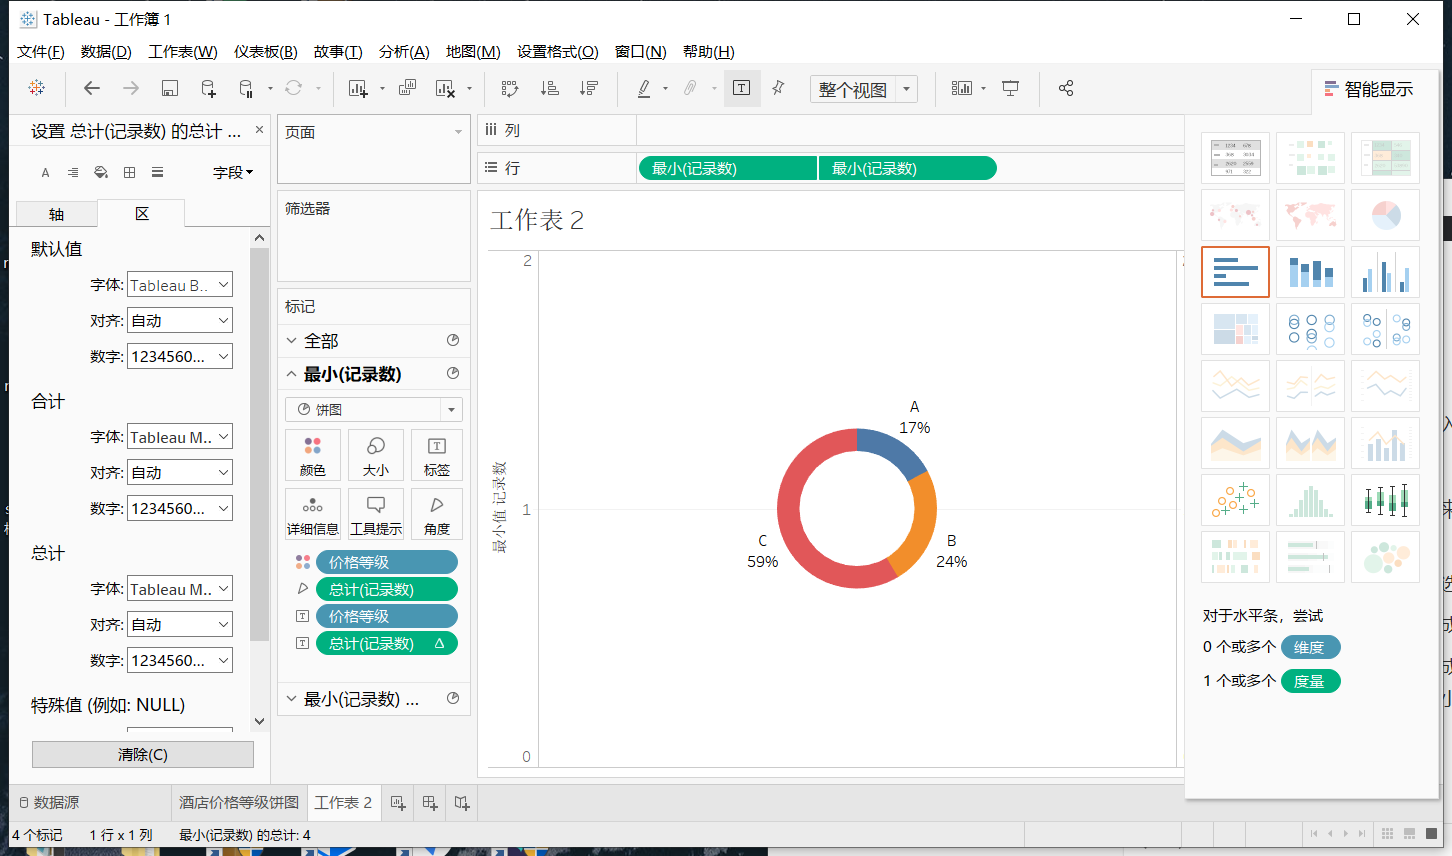 Tableau - 工作簿 1
文件(F) 数据(D) 工作表(W) 仪表板(B) 故事(T) 分析(A) 地图(M) 设置格式(O) 窗口(N) 帮助(H)
整个视图
智能显示
设置 总计(记录数) 的总计 ...
字段
轴
区
默认值
字体: Tableau B..
对齐: 自动
数字: 1234560...
合计
字体: Tableau M..
对齐: 自动
数字: 1234560...
总计
字体: Tableau M..
对齐: 自动
数字: 1234560...
特殊值 (例如: NULL)
清除(C)
页面
筛选器
标记
全部
最小(记录数)
饼图
颜色
大小
标签
详细信息
工具提示
角度
价格等级
总计(记录数)
价格等级
总计(记录数)
最小(记录数) ...
列
行
最小(记录数)
最小(记录数)
工作表 2
2
1
0
最小值 记录数
A
17%
B
24%
C
59%
对于水平条，尝试
0 个或多个 维度
1 个或多个 度量
数据源
酒店价格等级饼图
工作表 2
4 个标记
1 行 x 1 列
最小(记录数) 的总计: 4